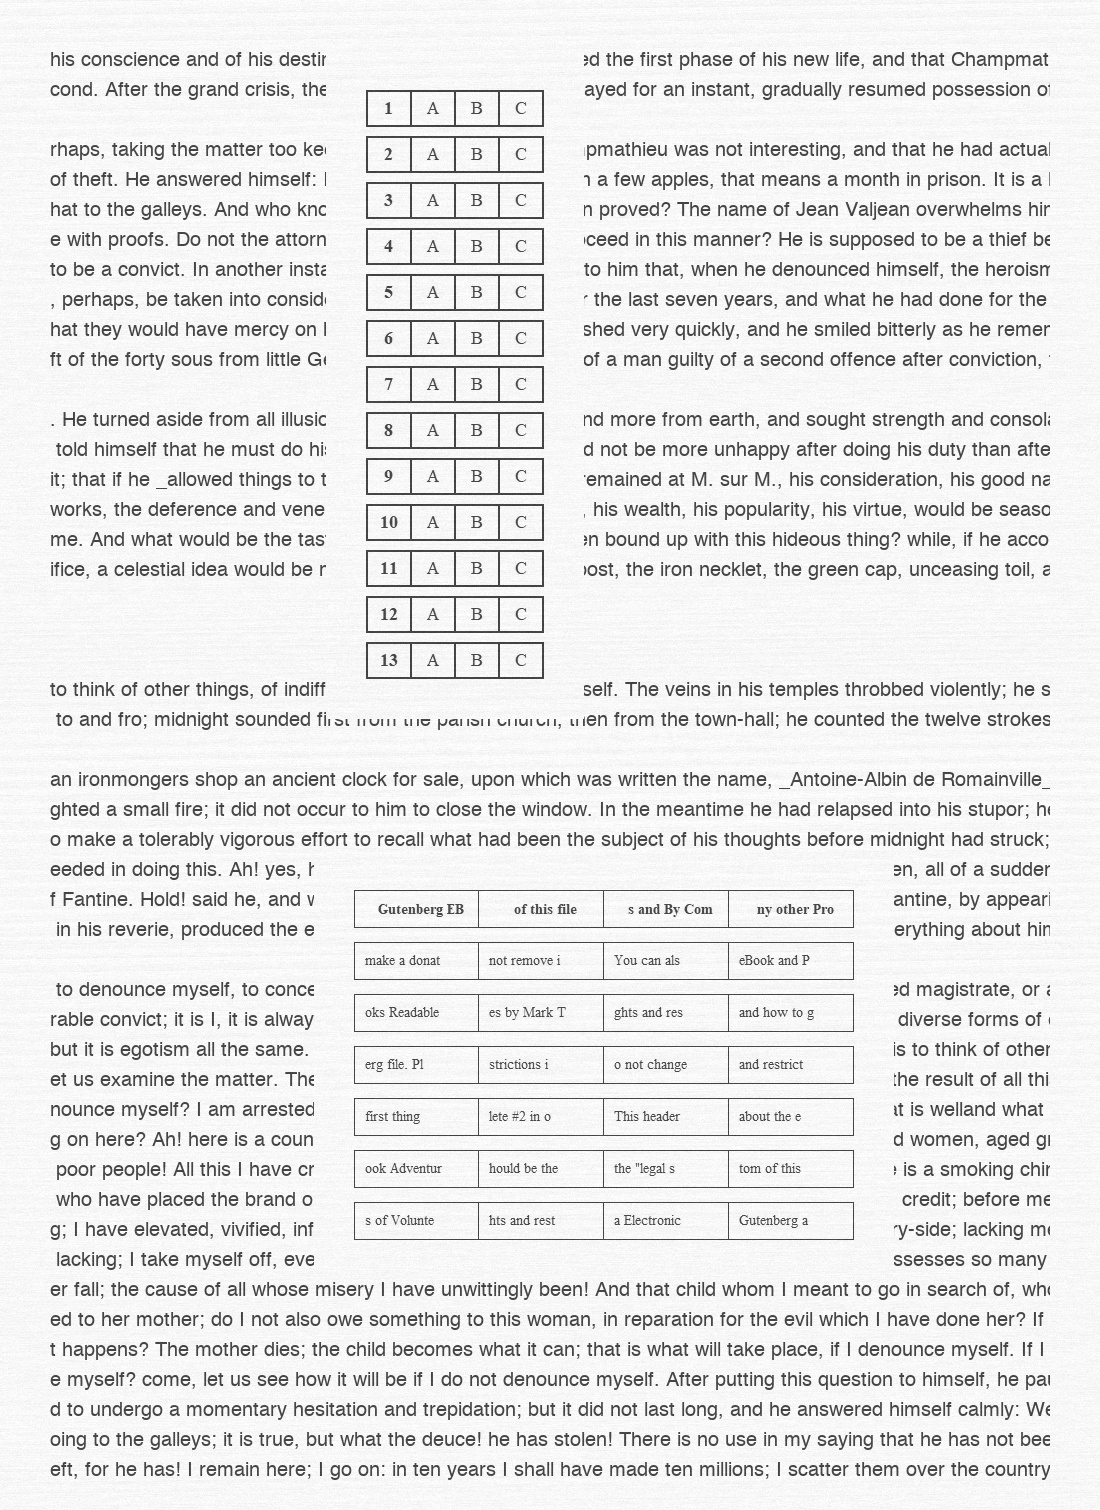 his conscience and of his
cond. After the grand crisis, the
rhaps, taking the matter too
of theft. He answered himself:
hat to the galleys. And who
e with proofs. Do not the
to be a convict. In another
, perhaps, be taken into
hat they would have mercy on
ft of the forty sous from little
. He turned aside from all
told himself that he must do
it; that if he _allowed things to
works, the deference and vene
me. And what would be the
ifice, a celestial idea would be
to think of other things, of indiff
1 A B C
2 A B C
3 A B C
4 A B C
5 A B C
6 A B C
7 A B C
8 A B C
9 A B C
10 A B C
11 A B C
12 A B C
13 A B C
ed the first phase of his new life, and that Champmat
ayed for an instant, gradually resumed possession of
pmathieu was not interesting, and that he had actual
a few apples, that means a month in prison. It is a
n proved? The name of Jean Valjean overwhelms him
oceed in this manner? He is supposed to be a thief be
to him that, when he denounced himself, the heroism
the last seven years, and what he had done for the
shed very quickly, and he smiled bitterly as he remem
of a man guilty of a second offence after conviction,
nd more from earth, and sought strength and consola
d not be more unhappy after doing his duty than afte
remained at M. sur M., his consideration, his good na
, his wealth, his popularity, his virtue, would be seaso
en bound up with this hideous thing? while, if he acco
post, the iron necklet, the green cap, unceasing toil, a
self. The veins in his temples throbbed violently; he s
to and fro; midnight sounded first from the parish church, then from the town-hall; he counted the twelve strokes
an ironmongers shop an ancient clock for sale, upon which was written the name, _Antoine-Albin de Romainville_
ghted a small fire; it did not occur to him to close the window. In the meantime he had relapsed into his stupor; he
o make a tolerably vigorous effort to recall what had been the subject of his thoughts before midnight had struck;
eeded in doing this. Ah! yes,
f Fantine. Hold! said he, and
in his reverie, produced the e
to denounce myself, to conce
rable convict; it is I, it is alway
but it is egotism all the same.
et us examine the matter. The
nounce myself? I am arrested
g on here? Ah! here is a coun
poor people! All this I have cr
who have placed the brand o
g; I have elevated, vivified, inf
lacking; I take myself off, eve
Gutenberg EB of this file s and By Com ny other Pro
make a donat not remove i You can als eBook and P
oks Readable es by Mark T ghts and res and how to g
erg file. Pl strictions i o not change and restrict
first thing lete #2 in o This header about the e
ook Adventur hould be the the "legal s tom of this
s of Volunte hts and rest a Electronic Gutenberg a
en, all of a sudden
antine, by appeari
erything about him
ed magistrate, or a
diverse forms of
is to think of other
the result of all thi
at is welland what
d women, aged gr
is a smoking chim
credit; before me
ry-side; lacking me
ssesses so many
er fall; the cause of all whose misery I have unwittingly been! And that child whom I meant to go in search of, who
ed to her mother; do I not also owe something to this woman, in reparation for the evil which I have done her? If
t happens? The mother dies; the child becomes what it can; that is what will take place, if I denounce myself. If I
e myself? come, let us see how it will be if I do not denounce myself. After putting this question to himself, he pau
d to undergo a momentary hesitation and trepidation; but it did not last long, and he answered himself calmly: We
oing to the galleys; it is true, but what the deuce! he has stolen! There is no use in my saying that he has not bee
eft, for he has! I remain here; I go on: in ten years I shall have made ten millions; I scatter them over the country